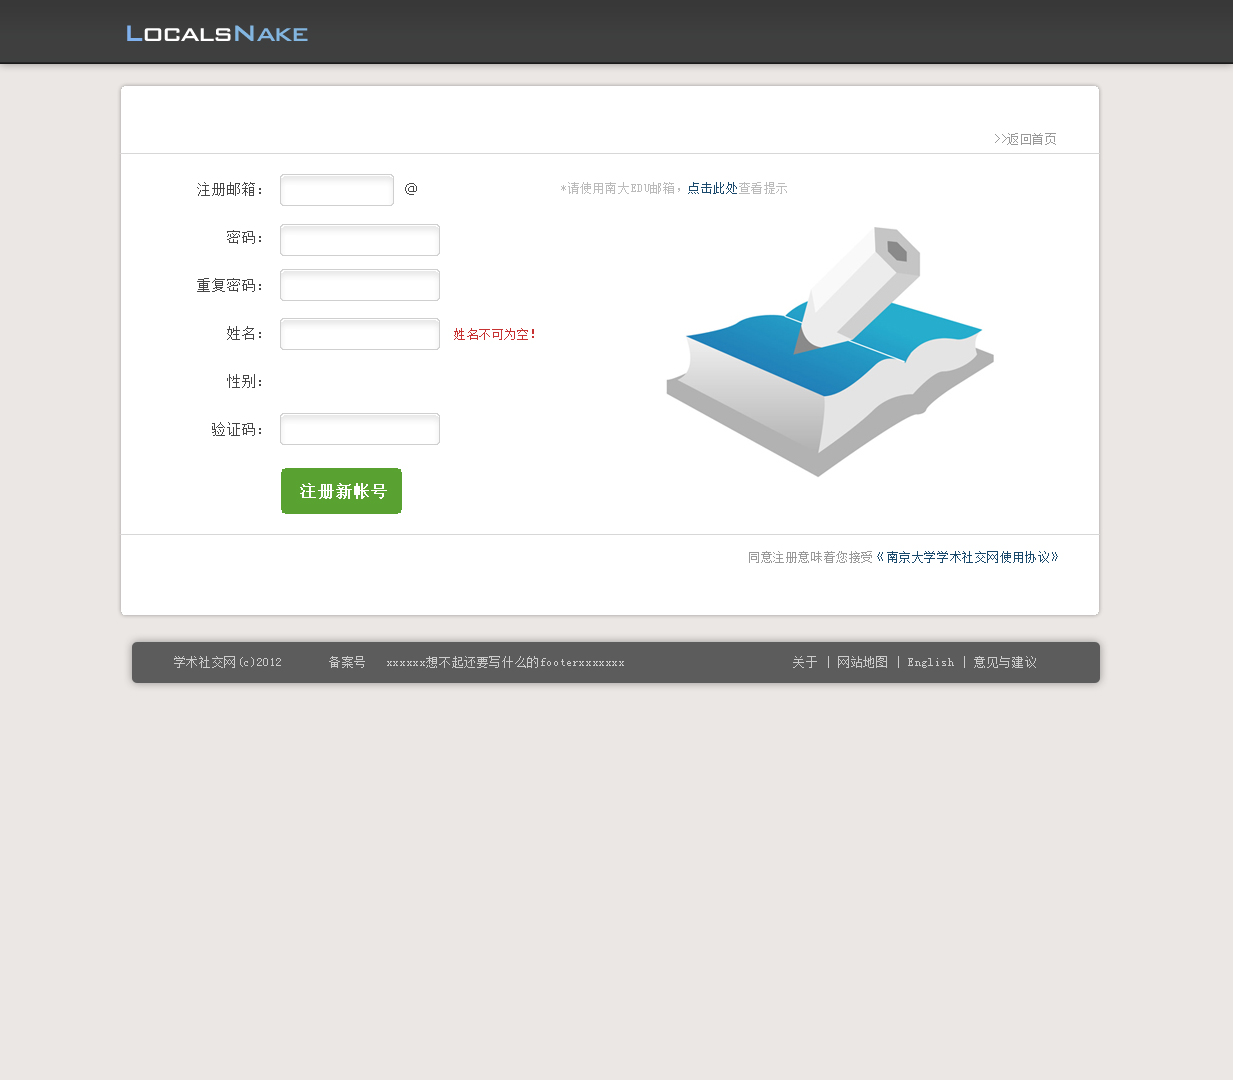 LOCALSNAKE
>>返回首页
注册邮箱： @ *请使用南大EDU邮箱，点击此处查看提示
密码：
重复密码：
姓名： 姓名不可为空！
性别：
验证码：
注册新帐号
同意注册意味着您接受《南京大学学术社交网使用协议》
学术社交网(c)2012 备案号 xxxxxx想不起还要写什么的footerxxxxxxx 关于 | 网站地图 | English | 意见与建议